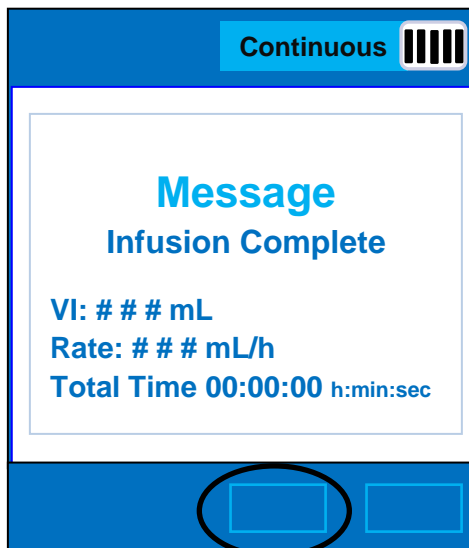 Continuous
Message
Infusion Complete
VI: # # # mL
Rate: # # # mL/h
Total Time 00:00:00 h:min:sec